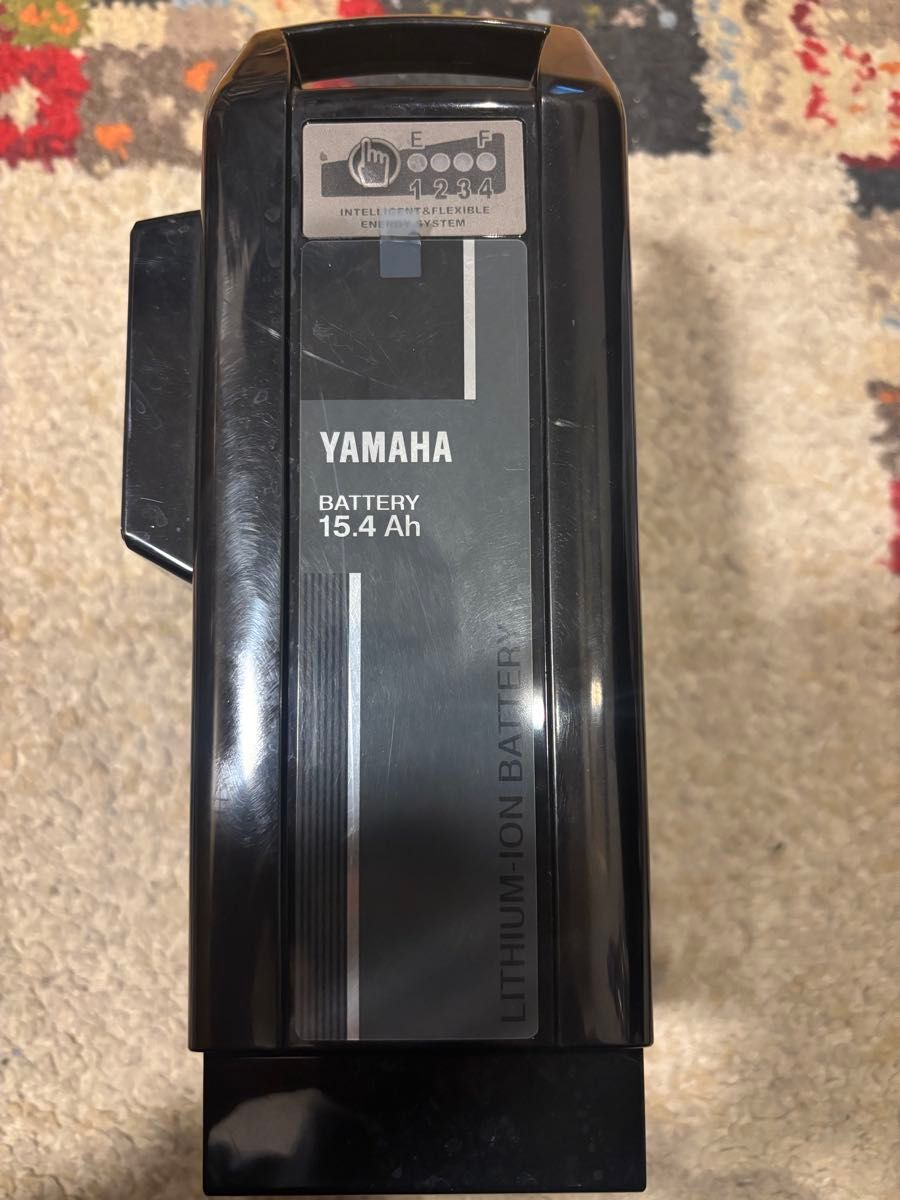 E F
1 2 3 4
INTELLIGENT&FLEXIBLE
ENERGY SYSTEM
YAMAHA
BATTERY
15.4 Ah
LITHIUM-ION BATTERY